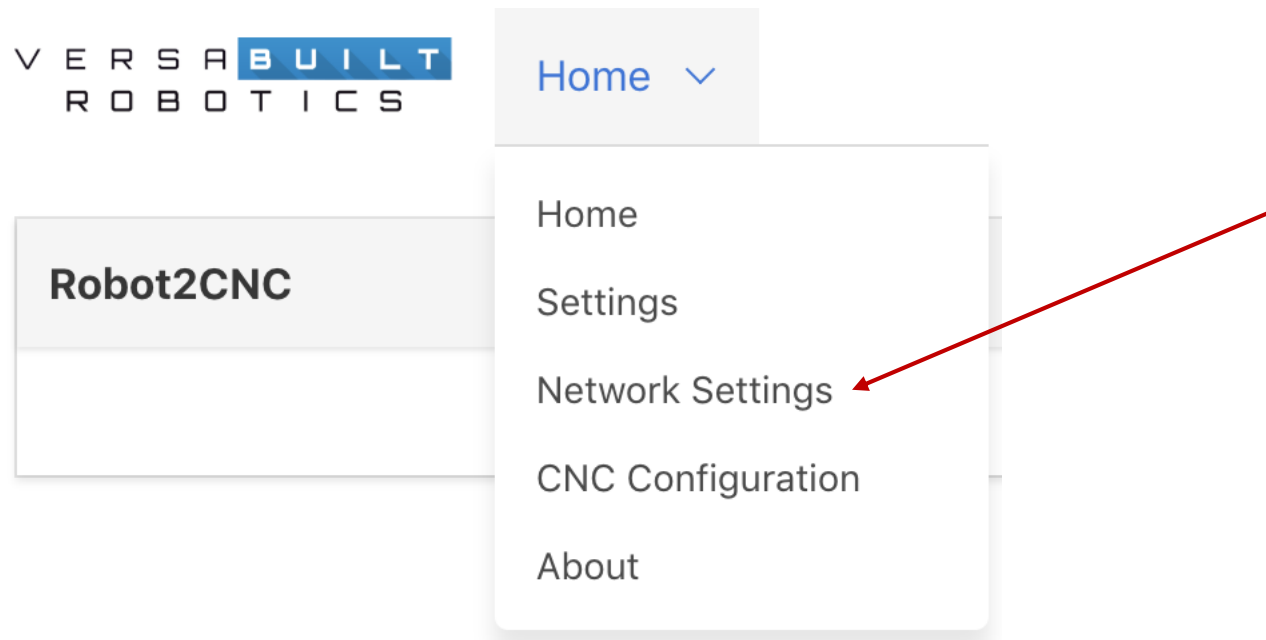 VERSABUILT
ROBOTICS
Home
Home
Settings
Network Settings
CNC Configuration
About
Robot2CNC